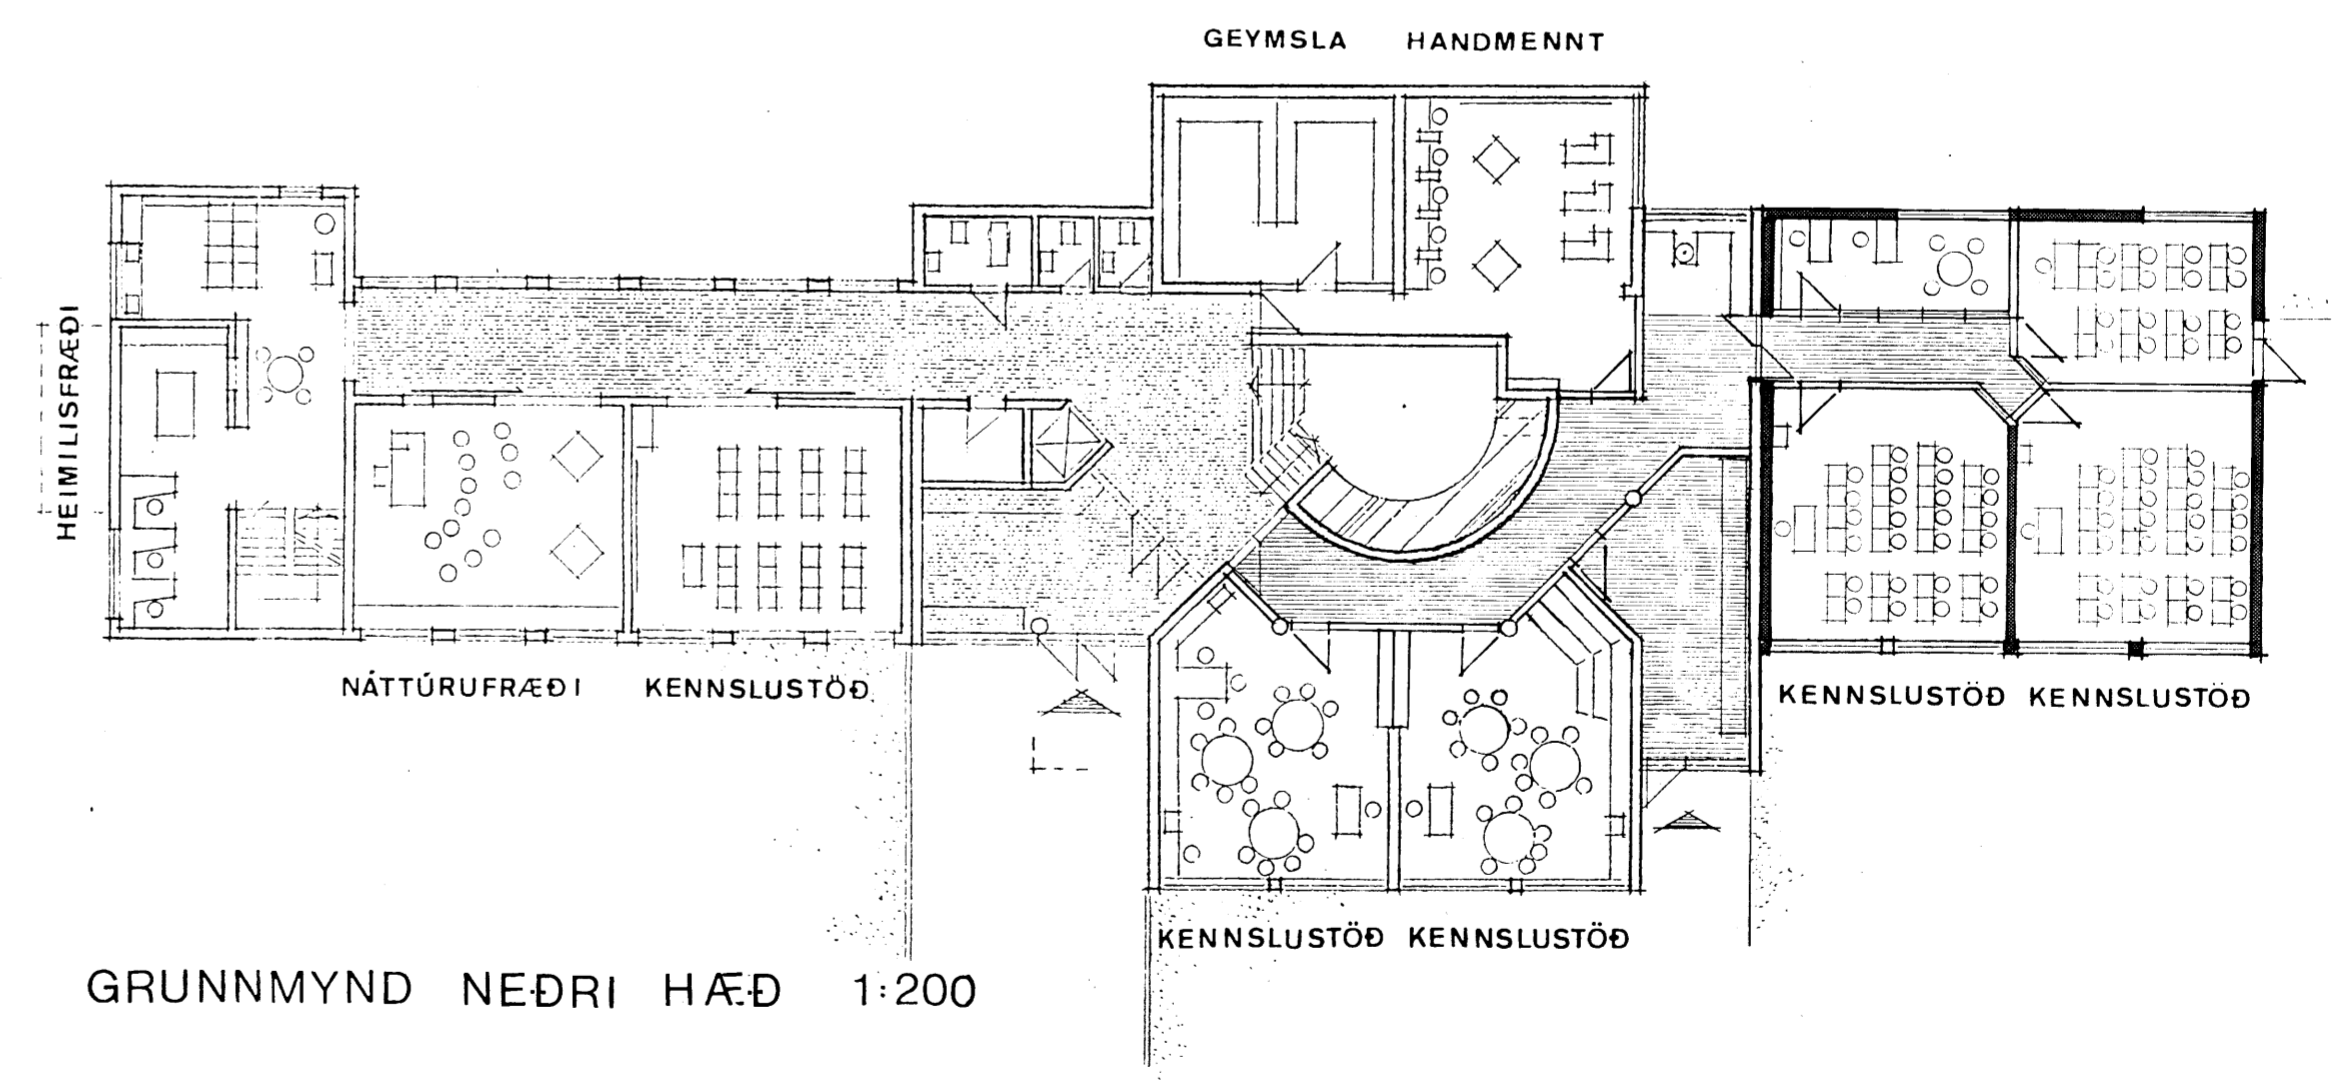 GEYMSLA HANDMENNT
HEIMILISFRÆÐI
NÁTTÚRUFRÆÐI KENNSLUSTÖÐ
KENNSLUSTÖÐ KENNSLUSTÖÐ
KENNSLUSTÖÐ KENNSLUSTÖÐ
GRUNNMYND NEÐRI HÆÐ 1:200